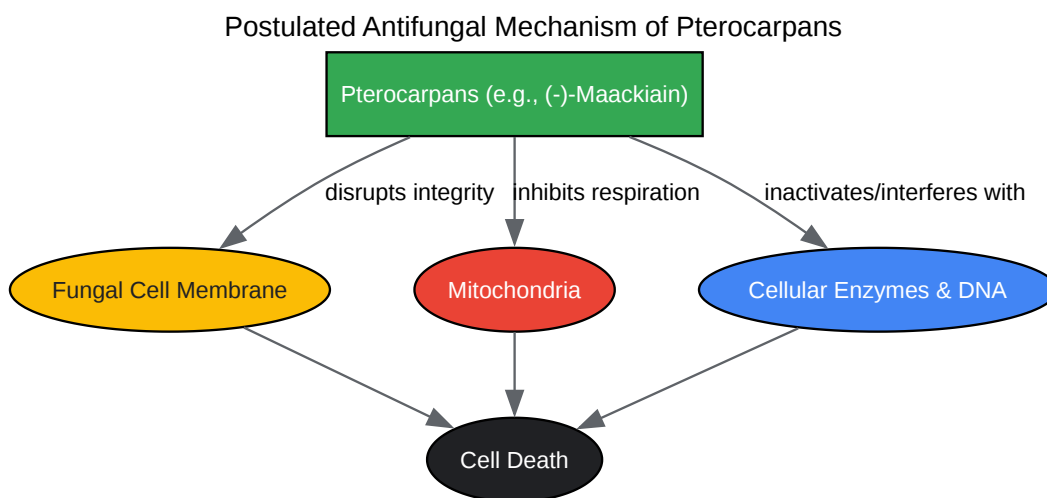 Postulated Antifungal Mechanism of Pterocarpans
Pterocarpans (e.g., (-)-Maackiain)
disrupts integrity
inhibits respiration
inactivates/interferes with
Fungal Cell Membrane
Mitochondria
Cellular Enzymes & DNA
Cell Death